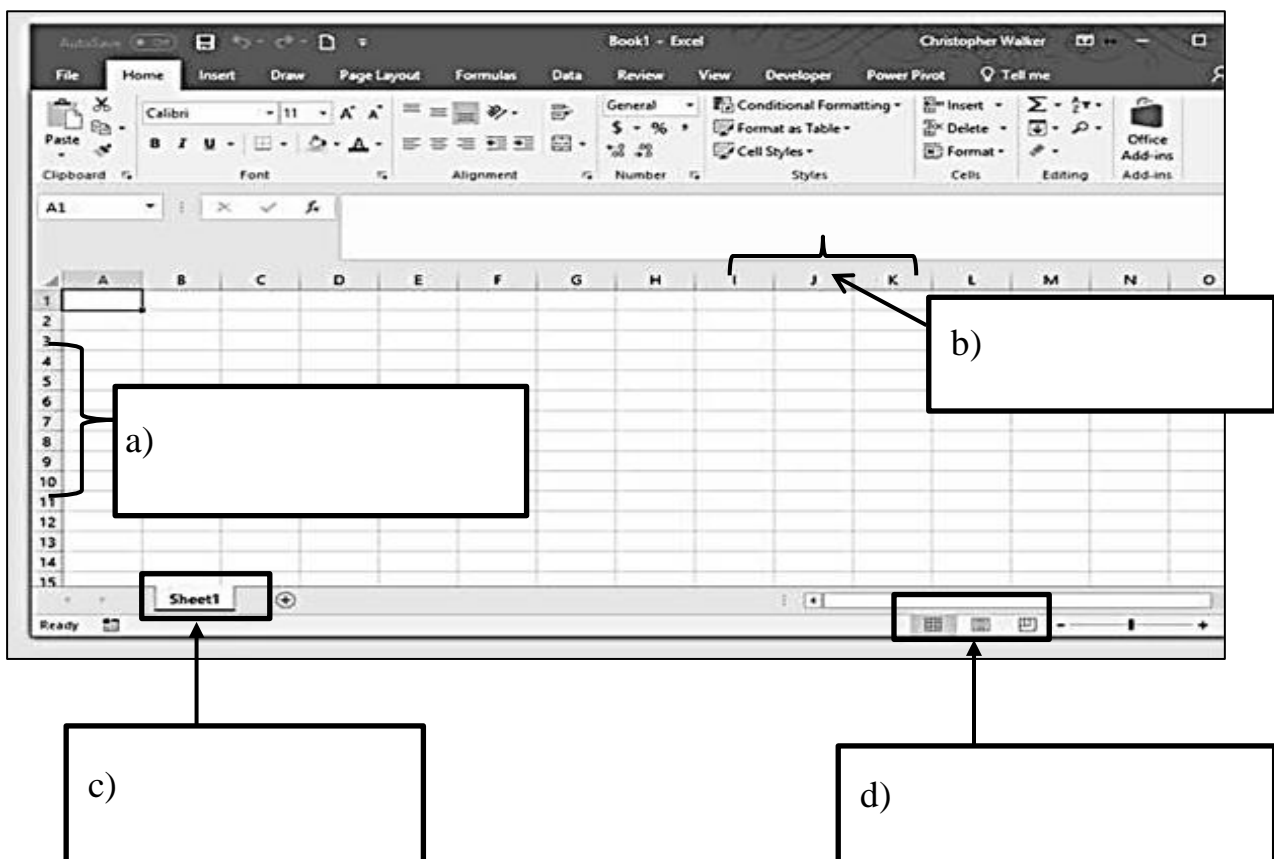 AutoSave Off Book1 - Excel Christopher Walker
File Home Insert Draw Page Layout Formulas Data Review View Developer Power Pivot Tell me
Calibri 11 A A General Conditional Formatting Insert
Paste B I U A $ - % , Format as Table Delete Office
Cell Styles Format Add-ins
Clipboard Font Alignment Number Styles Cells Editing Add-ins
A1 fx
A B C D E F G H I J K L M N O
1
2
3
4
5
6
7
8
9
10
11
12
13
14
15
b)
a)
Sheet1
Ready
c)
d)